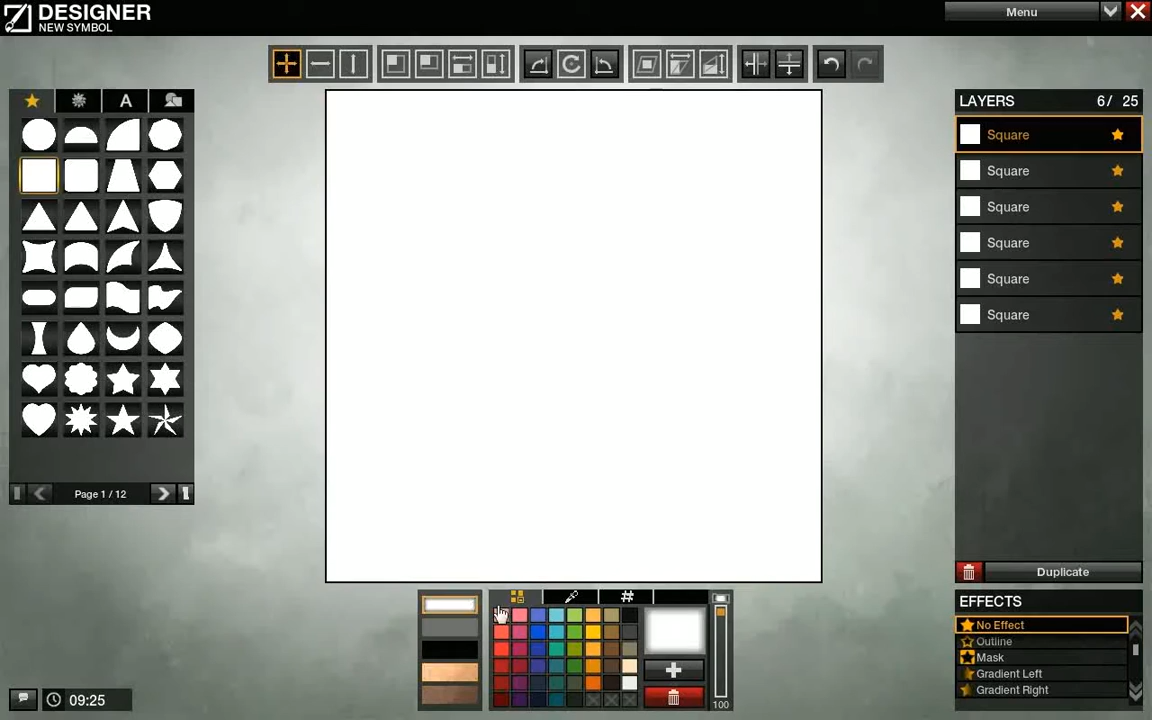 DESIGNER
NEW SYMBOL
Menu
A
LAYERS 6/ 25
Square
Square
Square
Square
Square
Square
Page 1 / 12
Duplicate
#
EFFECTS
No Effect
Outline
Mask
Gradient Left
Gradient Right
09:25
100